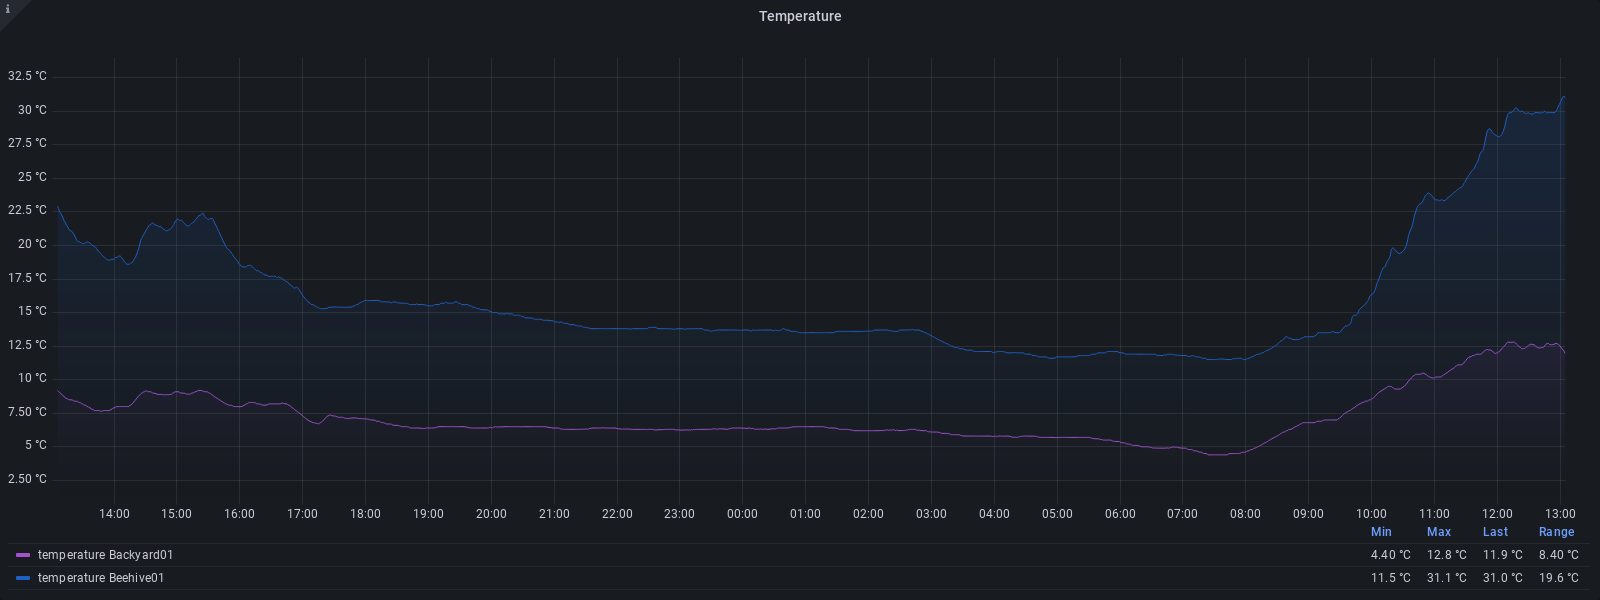 i
Temperature
32.5 °C
30 °C
27.5 °C
25 °C
22.5 °C
20 °C
17.5 °C
15 °C
12.5 °C
10 °C
7.50 °C
5 °C
2.50 °C
14:00 15:00 16:00 17:00 18:00 19:00 20:00 21:00 22:00 23:00 00:00 01:00 02:00 03:00 04:00 05:00 06:00 07:00 08:00 09:00 10:00 11:00 12:00 13:00
Min Max Last Range
temperature Backyard01 4.40 °C 12.8 °C 11.9 °C 8.40 °C
temperature Beehive01 11.5 °C 31.1 °C 31.0 °C 19.6 °C